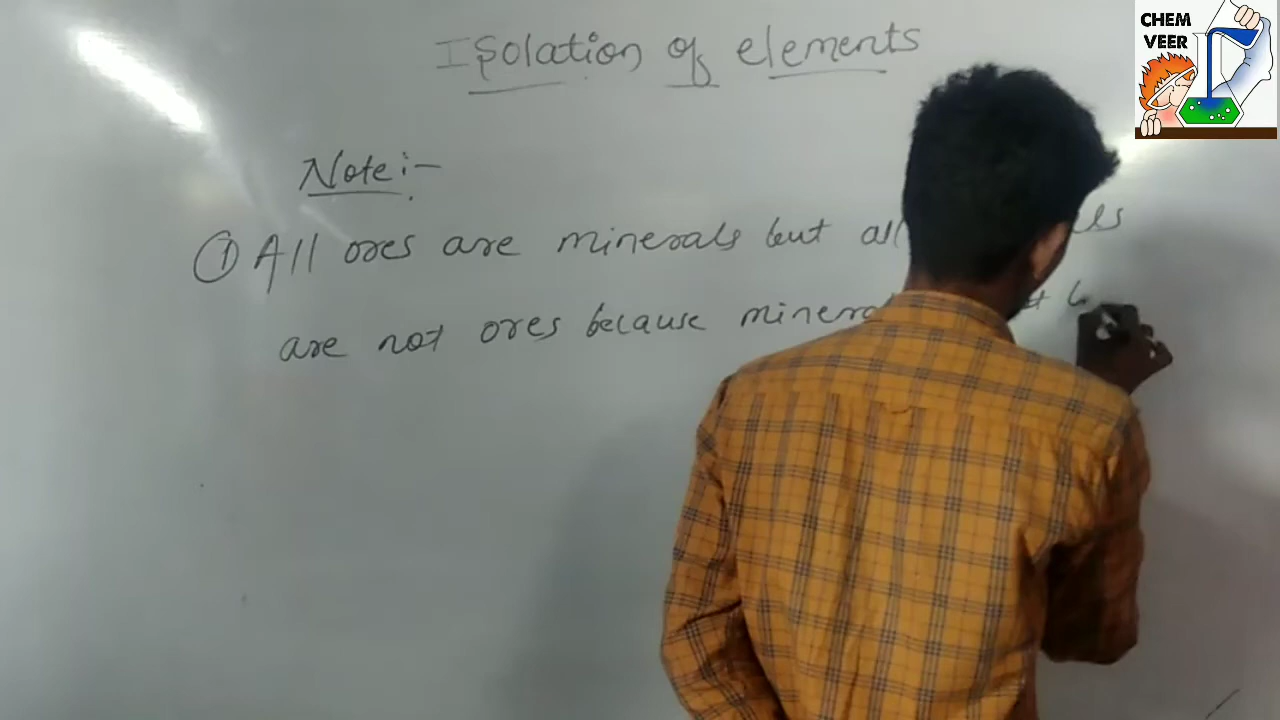 CHEM
VEER
Isolation of elements
Note:-
① All ores are minerals but all
are not ores because